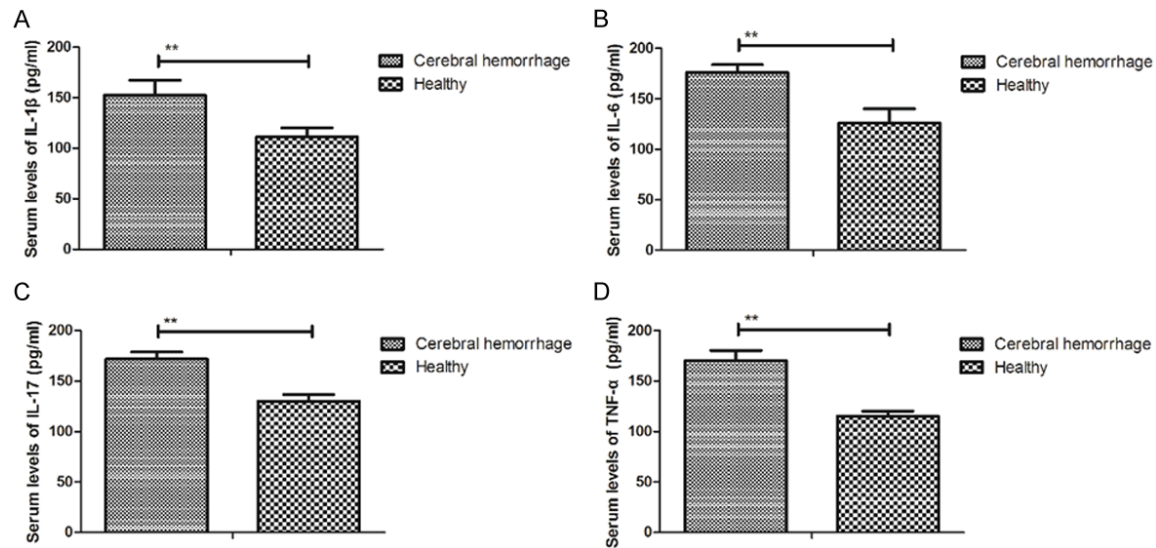 A
Serum levels of IL-1β (pg/ml)
200
150
100
50
0
**
Cerebral hemorrhage
Healthy
B
Serum levels of IL-6 (pg/ml)
200
150
100
50
0
**
Cerebral hemorrhage
Healthy
C
Serum levels of IL-17 (pg/ml)
200
150
100
50
0
**
Cerebral hemorrhage
Healthy
D
Serum levels of TNF-α (pg/ml)
200
150
100
50
0
**
Cerebral hemorrhage
Healthy